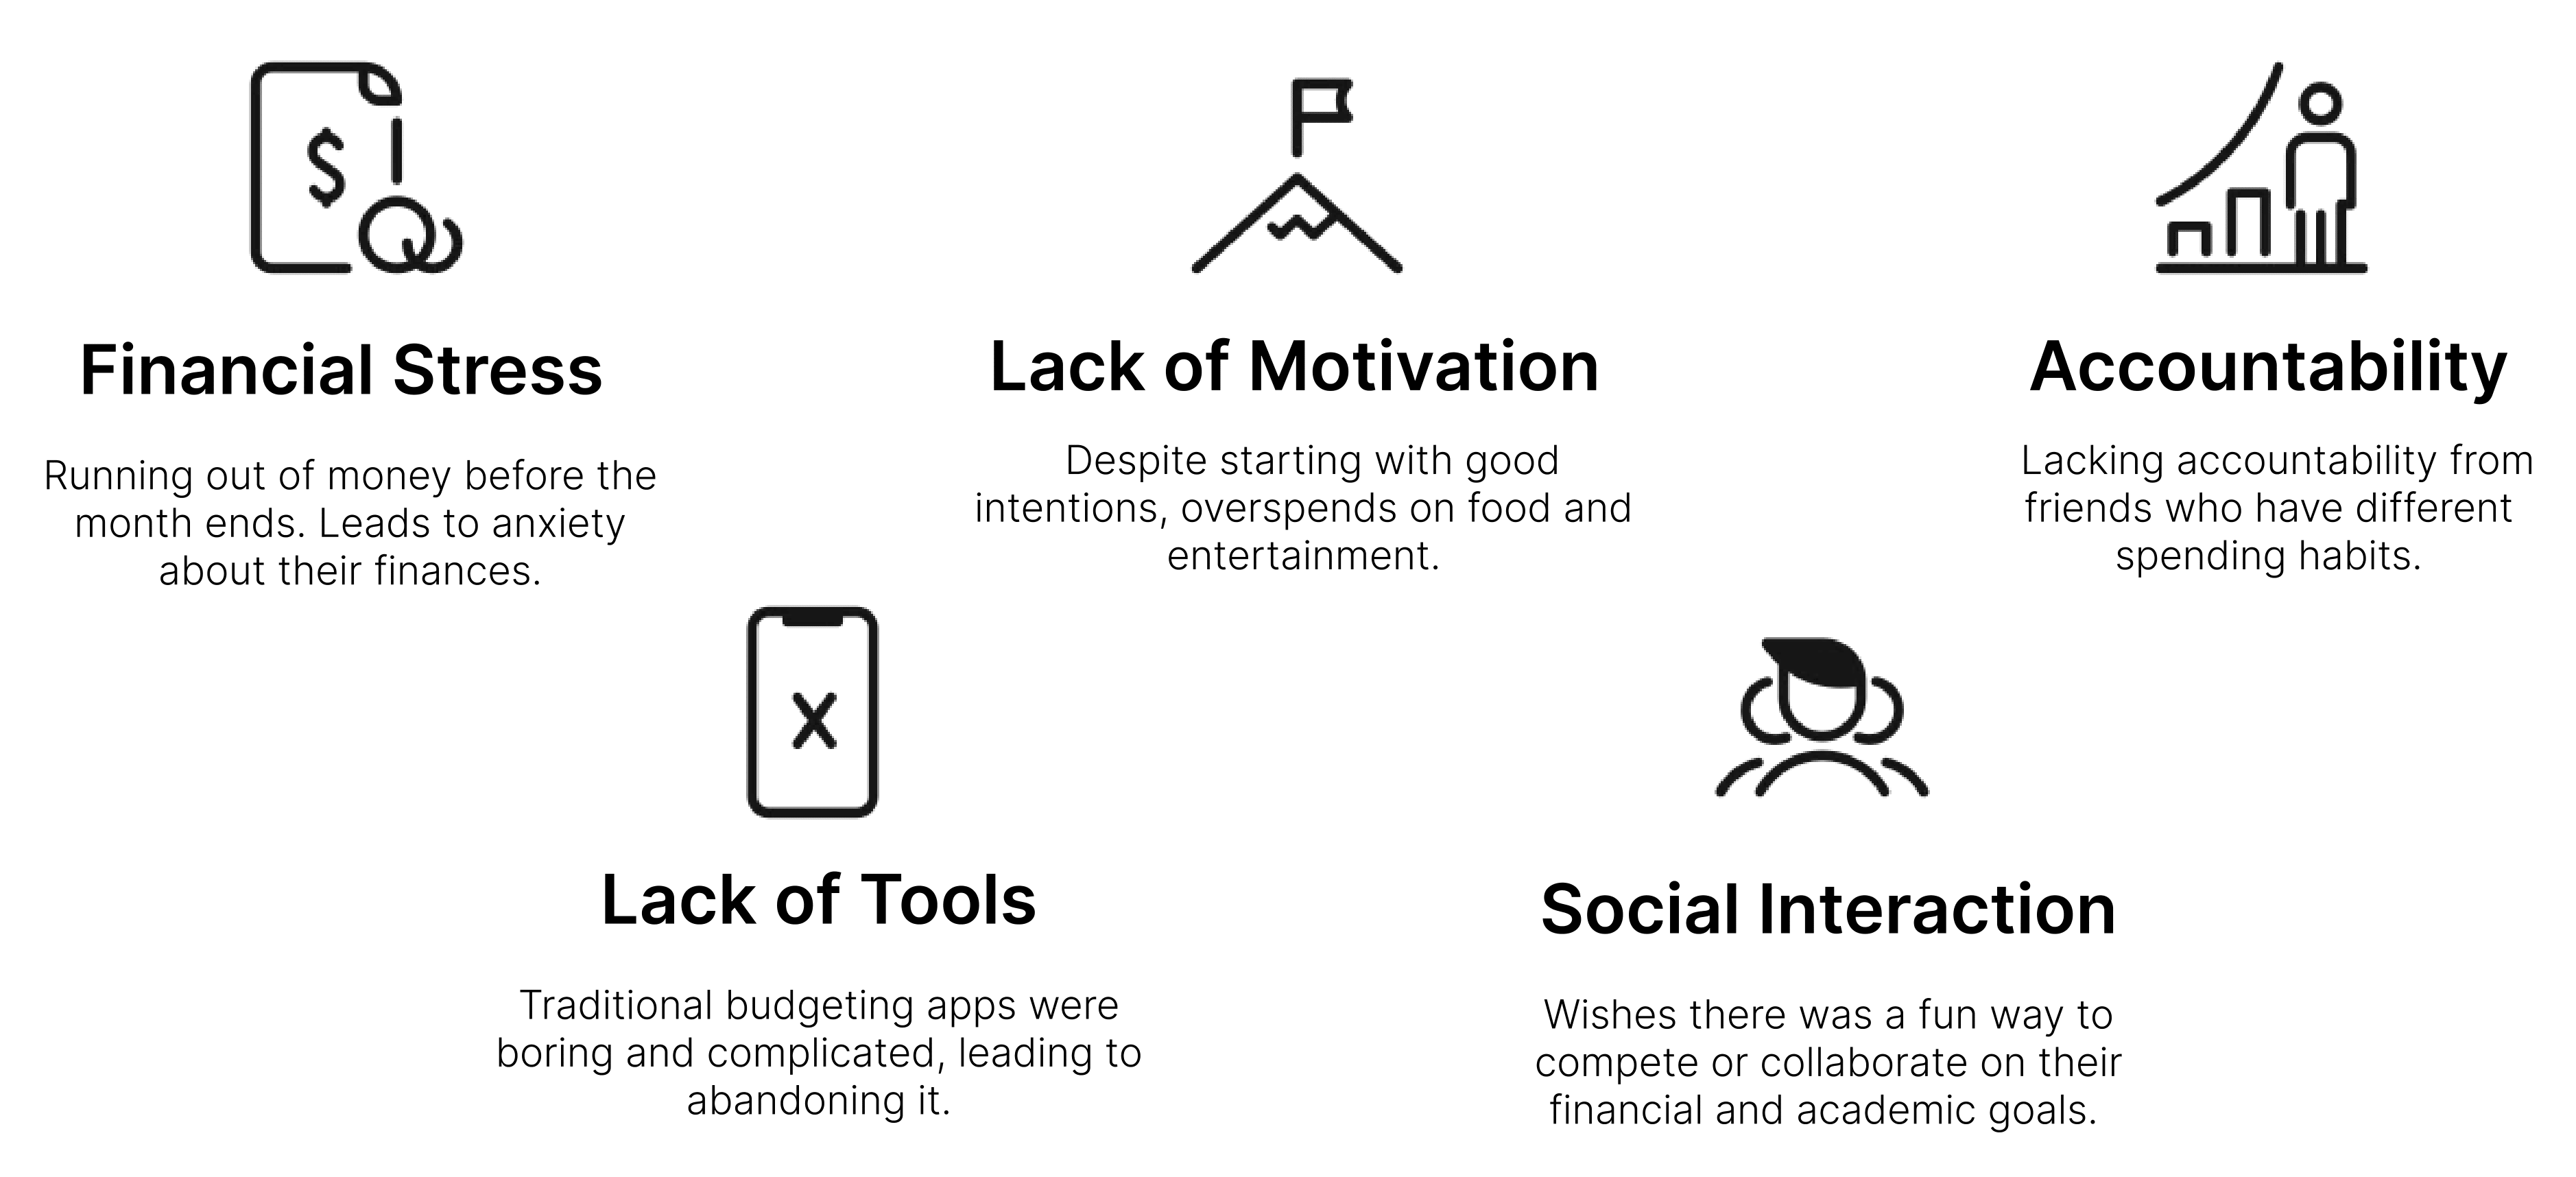 $
Financial Stress
Running out of money before the
month ends. Leads to anxiety
about their finances.
Lack of Motivation
Despite starting with good
intentions, overspends on food and
entertainment.
Accountability
Lacking accountability from
friends who have different
spending habits.
X
Lack of Tools
Traditional budgeting apps were
boring and complicated, leading to
abandoning it.
Social Interaction
Wishes there was a fun way to
compete or collaborate on their
financial and academic goals.